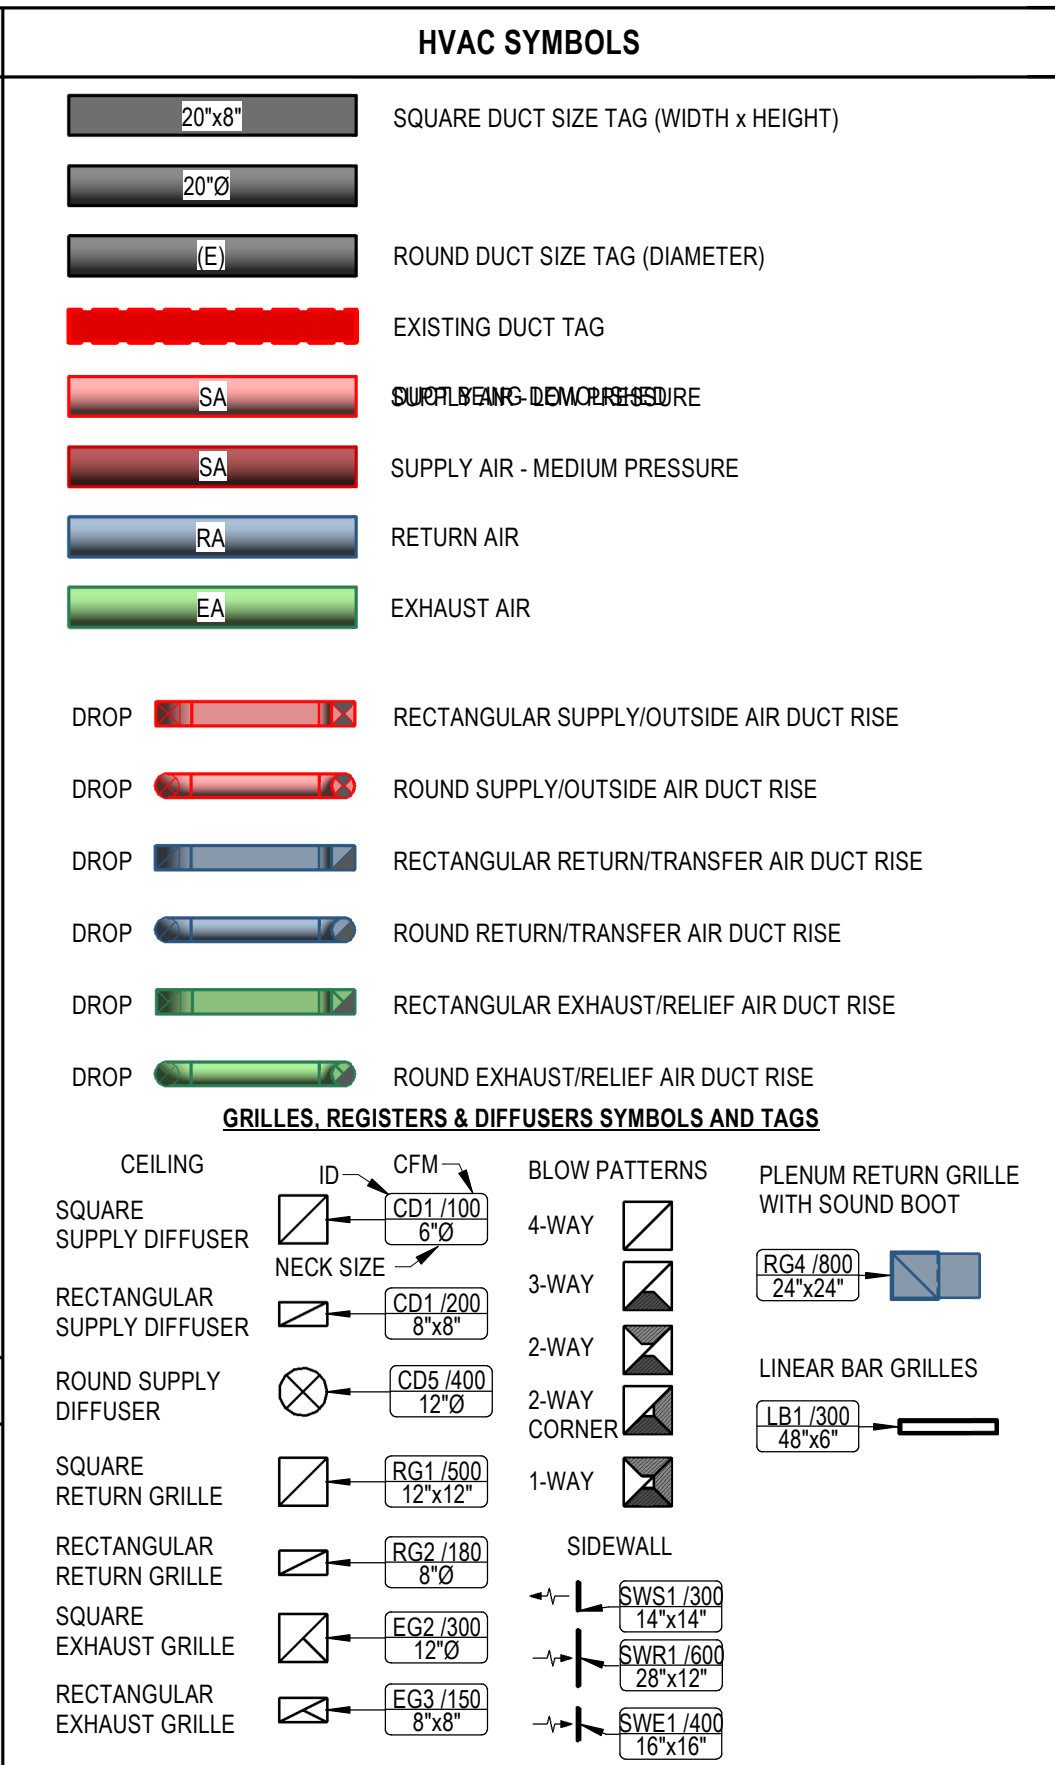 HVAC SYMBOLS
20"x8"
SQUARE DUCT SIZE TAG (WIDTH x HEIGHT)
20"Ø
(E)
ROUND DUCT SIZE TAG (DIAMETER)
EXISTING DUCT TAG
SA
DUCT BEING DEMOLISHED
SUPPLY AIR - LOW PRESSURE
SA
SUPPLY AIR - MEDIUM PRESSURE
RA
RETURN AIR
EA
EXHAUST AIR
DROP
RECTANGULAR SUPPLY/OUTSIDE AIR DUCT RISE
DROP
ROUND SUPPLY/OUTSIDE AIR DUCT RISE
DROP
RECTANGULAR RETURN/TRANSFER AIR DUCT RISE
DROP
ROUND RETURN/TRANSFER AIR DUCT RISE
DROP
RECTANGULAR EXHAUST/RELIEF AIR DUCT RISE
DROP
ROUND EXHAUST/RELIEF AIR DUCT RISE
GRILLES, REGISTERS & DIFFUSERS SYMBOLS AND TAGS
CEILING
ID
CFM
SQUARE
SUPPLY DIFFUSER
CD1 /100
6"Ø
NECK SIZE
RECTANGULAR
SUPPLY DIFFUSER
CD1 /200
8"x8"
ROUND SUPPLY
DIFFUSER
CD5 /400
12"Ø
SQUARE
RETURN GRILLE
RG1 /500
12"x12"
RECTANGULAR
RETURN GRILLE
RG2 /180
8"Ø
SQUARE
EXHAUST GRILLE
EG2 /300
12"Ø
RECTANGULAR
EXHAUST GRILLE
EG3 /150
8"x8"
BLOW PATTERNS
4-WAY
3-WAY
2-WAY
2-WAY
CORNER
1-WAY
SIDEWALL
SWS1 /300
14"x14"
SWR1 /600
28"x12"
SWE1 /400
16"x16"
PLENUM RETURN GRILLE
WITH SOUND BOOT
RG4 /800
24"x24"
LINEAR BAR GRILLES
LB1 /300
48"x6"